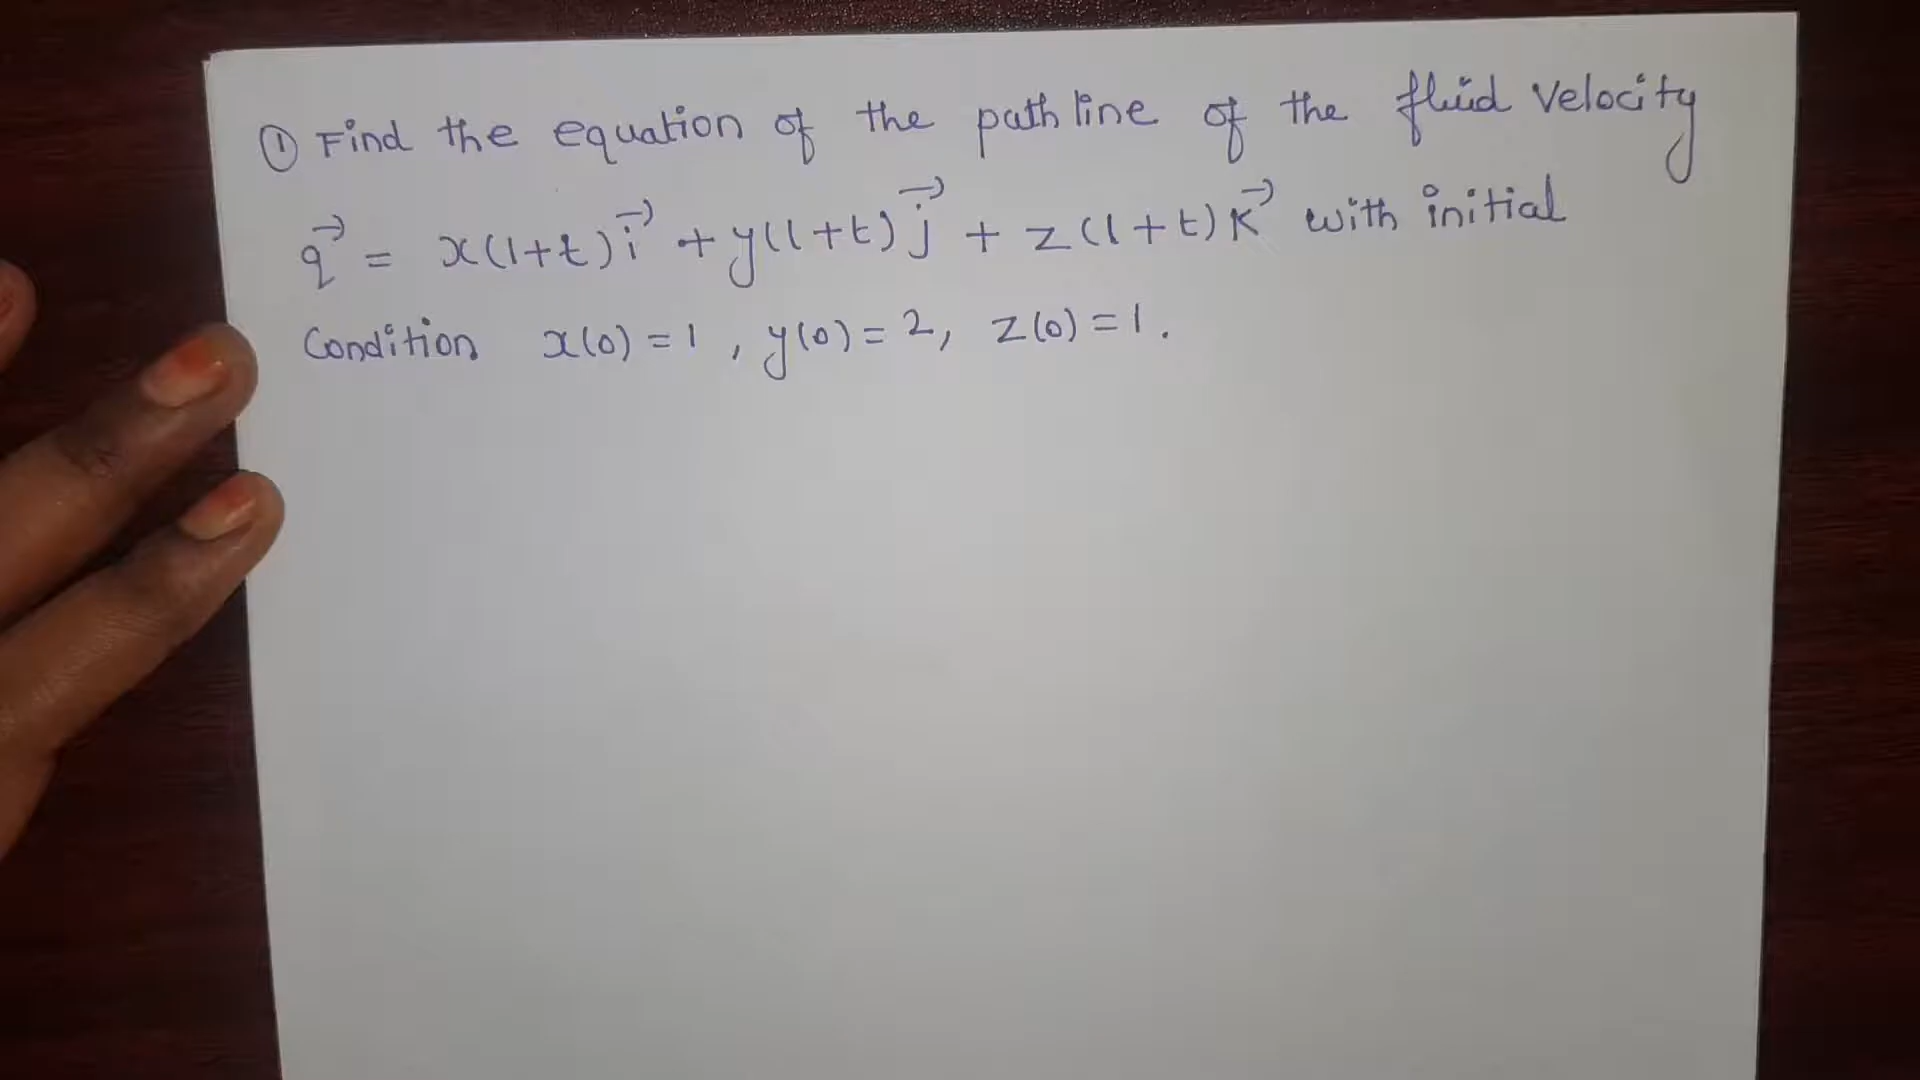 ① Find the equation of the path line of the fluid velocity
q⃗ = x(1+t)i⃗ + y(1+t)j⃗ + z(1+t)k⃗ with initial
Condition x(0) = 1 , y(0) = 2, z(0) = 1.